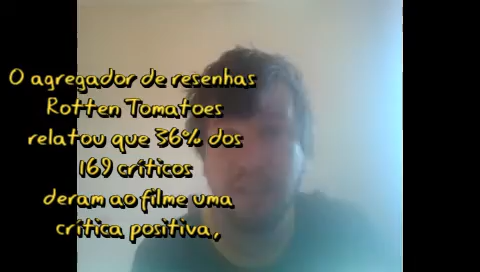 O agregador de resenhas
Rotten Tomatoes
relatou que 36% dos
169 críticos
deram ao filme uma
crítica positiva,